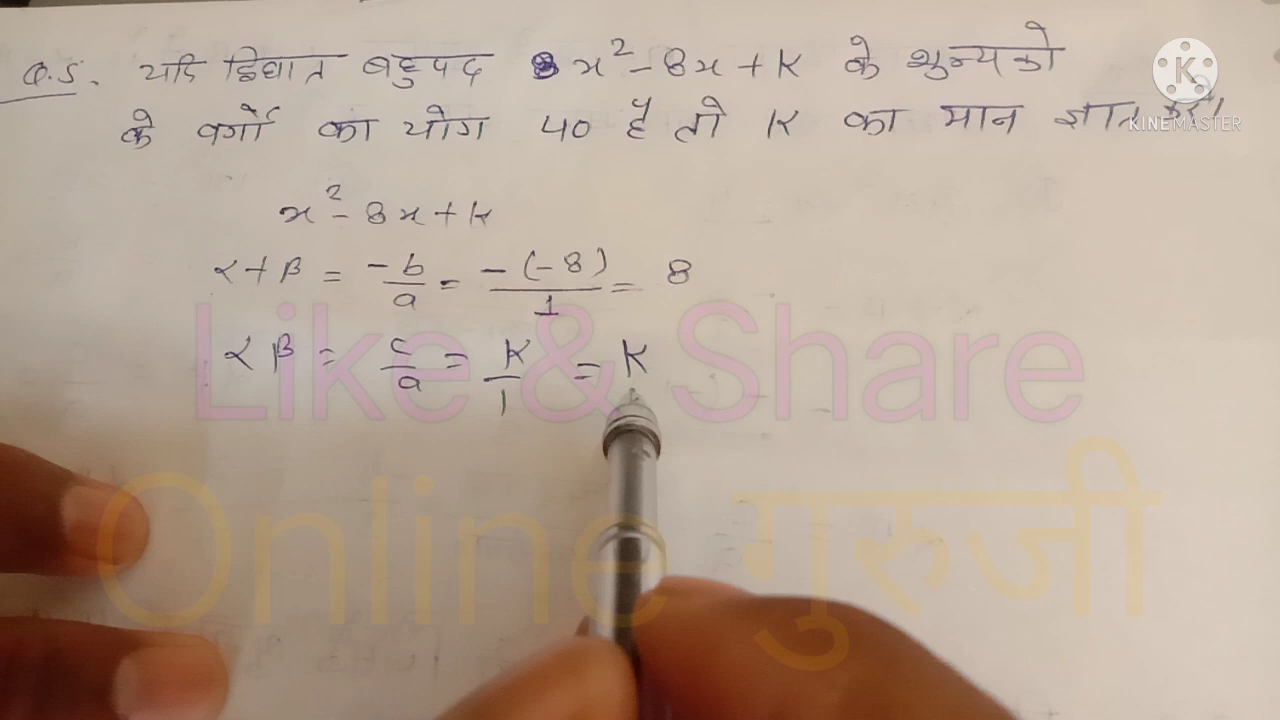 Q.5. यदि द्विघात बहुपद x² - 8x + K के शुन्यको
के वर्गो का योग 40 है तो K का मान ज्ञात
K
KINEMASTER
x² - 8x + k
α + β = -b/a = -(-8)/1 = 8
αβ = c/a = K/1 = K
Like & Share
Online गुरुजी